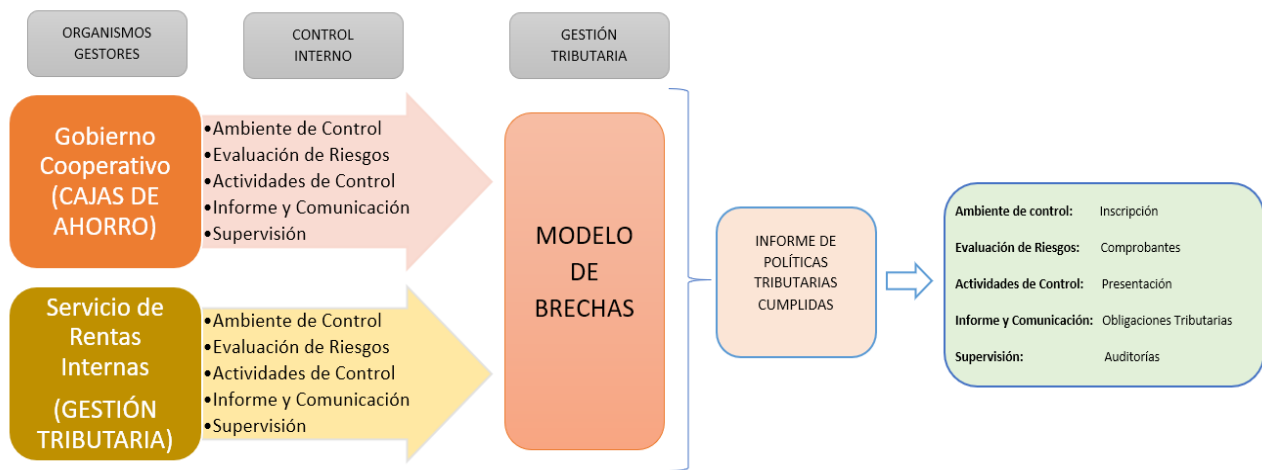 ORGANISMOS
GESTORES
CONTROL
INTERNO
GESTIÓN
TRIBUTARIA
Gobierno
Cooperativo
(CAJAS DE
AHORRO)
•Ambiente de Control
•Evaluación de Riesgos
•Actividades de Control
•Informe y Comunicación
•Supervisión
Servicio de
Rentas
Internas
(GESTIÓN
TRIBUTARIA)
•Ambiente de Control
•Evaluación de Riesgos
•Actividades de Control
•Informe y Comunicación
•Supervisión
MODELO
DE
BRECHAS
INFORME DE
POLÍTICAS
TRIBUTARIAS
CUMPLIDAS
Ambiente de control: Inscripción
Evaluación de Riesgos: Comprobantes
Actividades de Control: Presentación
Informe y Comunicación: Obligaciones Tributarias
Supervisión: Auditorías